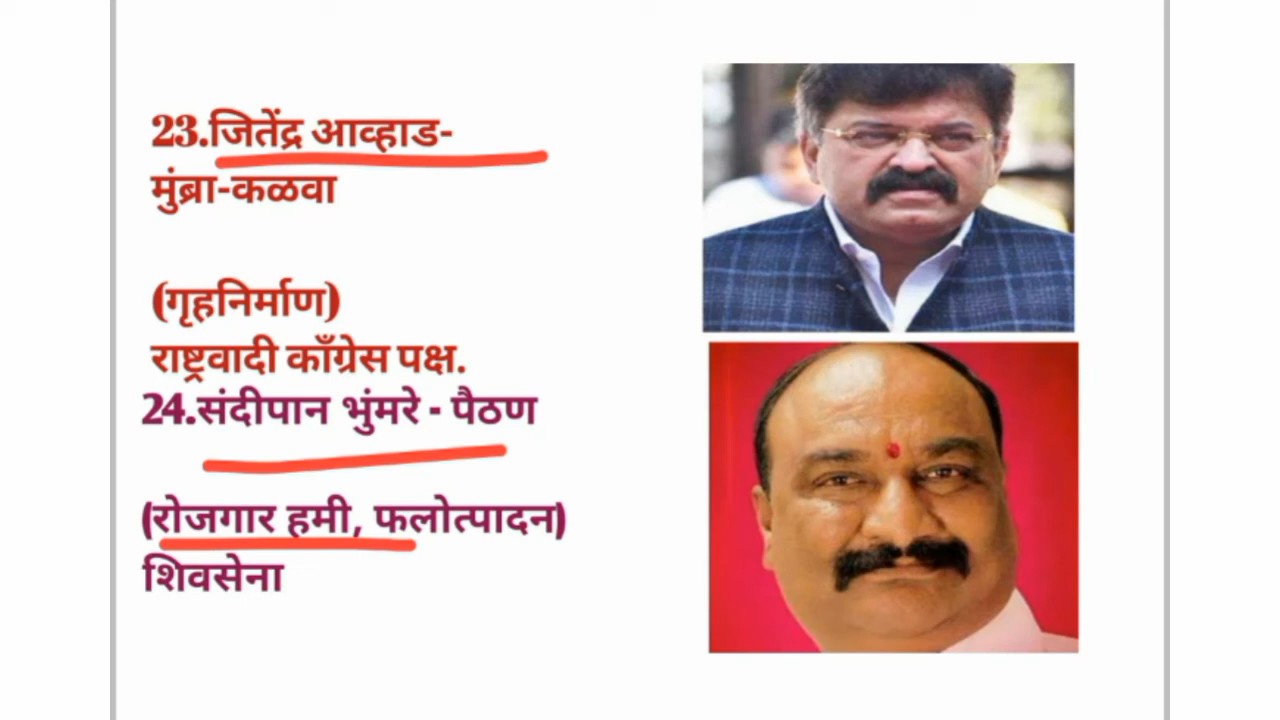 23.जितेंद्र आव्हाड-
मुंब्रा-कळवा
(गृहनिर्माण)
राष्ट्रवादी काँग्रेस पक्ष.
24.संदीपान भुंमरे - पैठण
(रोजगार हमी, फलोत्पादन)
शिवसेना